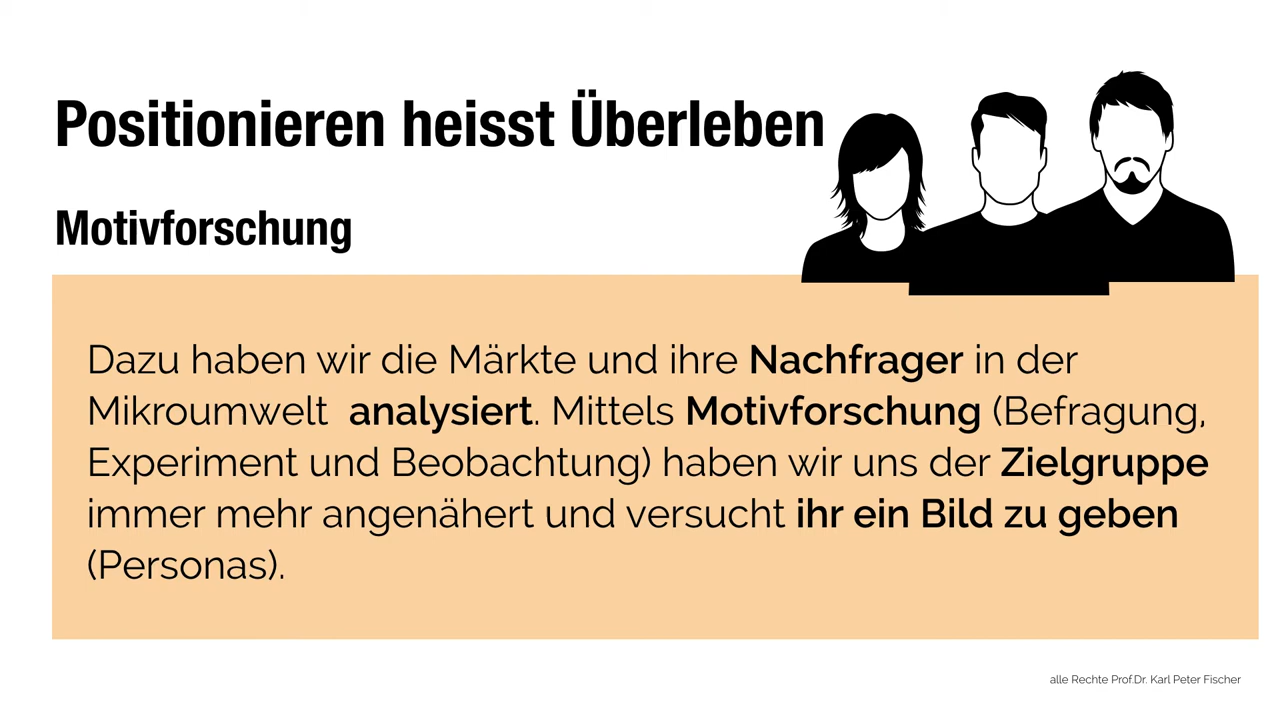 Positionieren heisst Überleben
Motivforschung
Dazu haben wir die Märkte und ihre Nachfrager in der
Mikroumwelt analysiert. Mittels Motivforschung (Befragung,
Experiment und Beobachtung) haben wir uns der Zielgruppe
immer mehr angenähert und versucht ihr ein Bild zu geben
(Personas).
alle Rechte Prof.Dr. Karl Peter Fischer